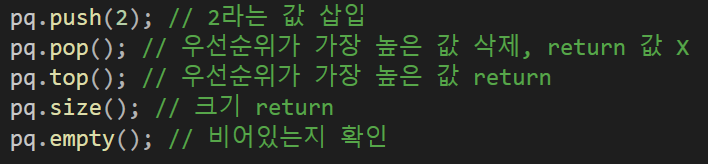 pq.push(2); // 2라는 값 삽입
pq.pop(); // 우선순위가 가장 높은 값 삭제, return 값 X
pq.top(); // 우선순위가 가장 높은 값 return
pq.size(); // 크기 return
pq.empty(); // 비어있는지 확인